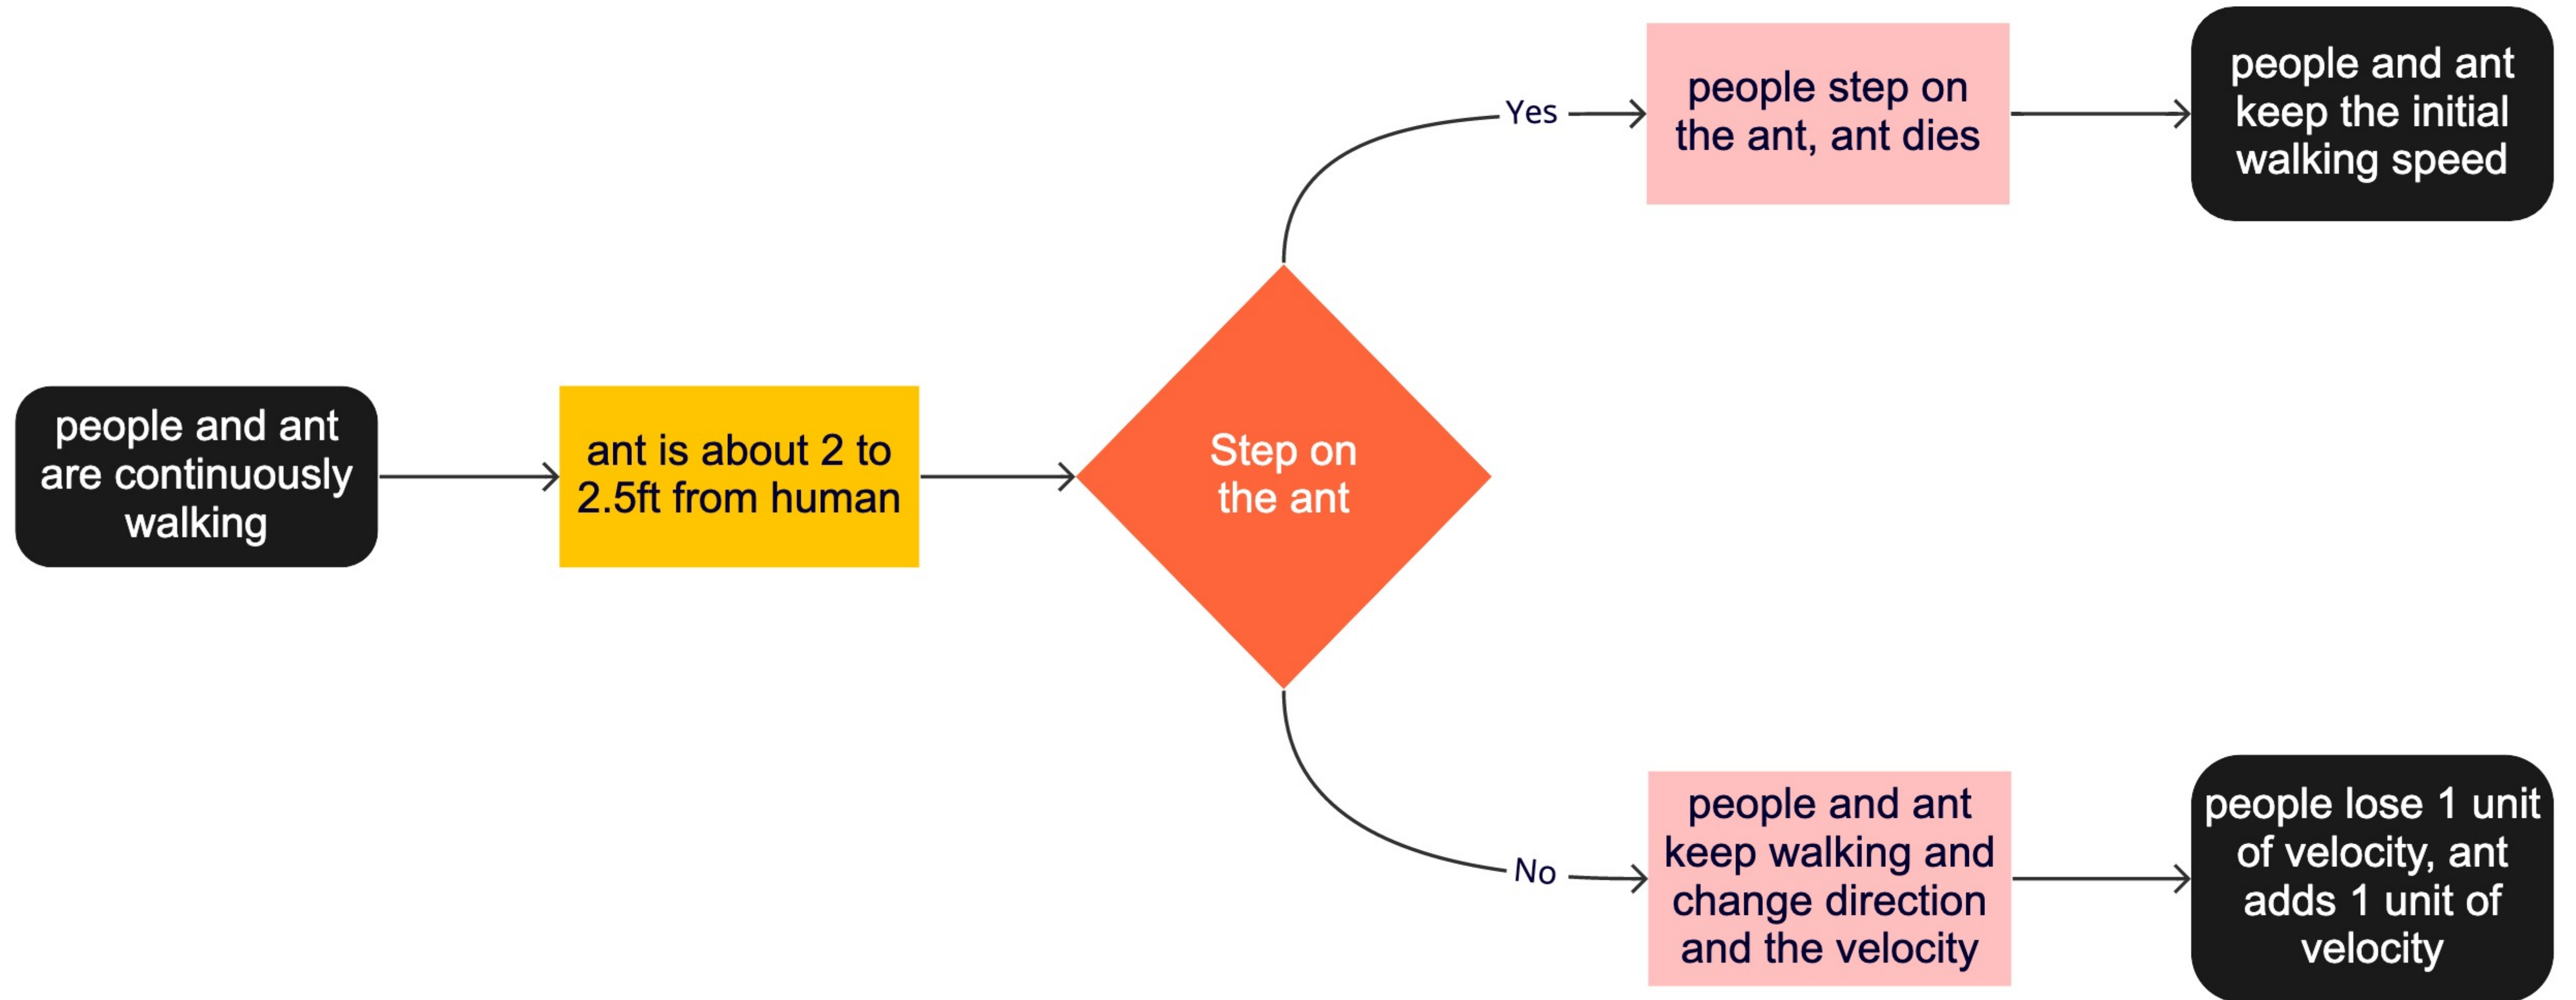 people and ant
are continuously
walking
ant is about 2 to
2.5ft from human
Step on
the ant
Yes
people step on
the ant, ant dies
people and ant
keep the initial
walking speed
No
people and ant
keep walking and
change direction
and the velocity
people lose 1 unit
of velocity, ant
adds 1 unit of
velocity